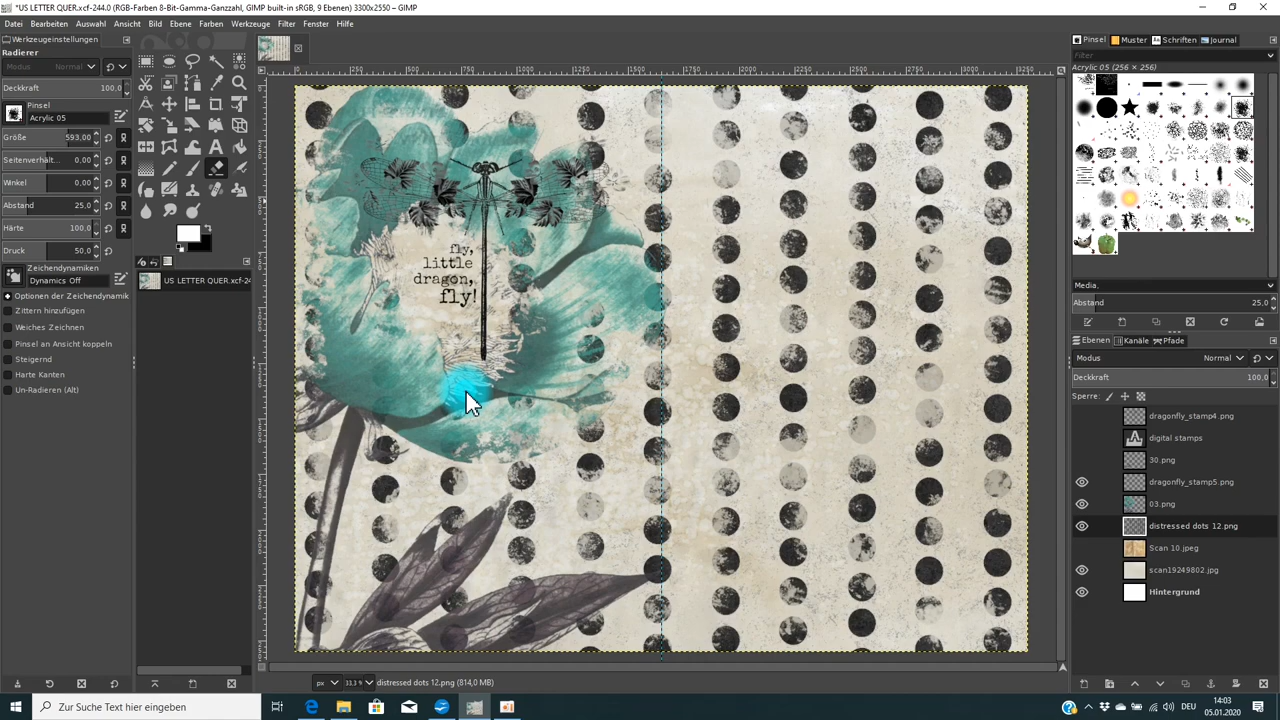 *US LETTER QUER.xcf-244.0 (RGB-Farben 8-Bit-Gamma-Ganzzahl, GIMP built-in sRGB, 9 Ebenen) 3300x2550 – GIMP
Datei Bearbeiten Auswahl Ansicht Bild Ebene Farben Werkzeuge Filter Fenster Hilfe
Werkzeugeinstellungen
Radierer
Modus Normal
Deckkraft 100,0
Pinsel
Acrylic 05
Größe 593,00
Seitenverhält... 0,00
Winkel 0,00
Abstand 25,0
Härte 100,0
Druck 50,0
Zeichendynamiken
Dynamics Off
Optionen der Zeichendynamik
Zittern hinzufügen
Weiches Zeichnen
Pinsel an Ansicht koppeln
Steigernd
Harte Kanten
Un-Radieren (Alt)
US LETTER QUER.xcf-24
fly,
little
dragon,
fly!
px 33,3 % distressed dots 12.png (814,0 MB)
Pinsel Muster Schriften Journal
Filter
Acrylic 05 (256 × 256)
Media,
Abstand 25,0
Ebenen Kanäle Pfade
Modus Normal
Deckkraft 100,0
Sperre:
dragonfly_stamp4.png
digital stamps
30.png
dragonfly_stamp5.png
03.png
distressed dots 12.png
Scan 10.jpeg
scan19249802.jpg
Hintergrund
Zur Suche Text hier eingeben
DEU
14:03
05.01.2020